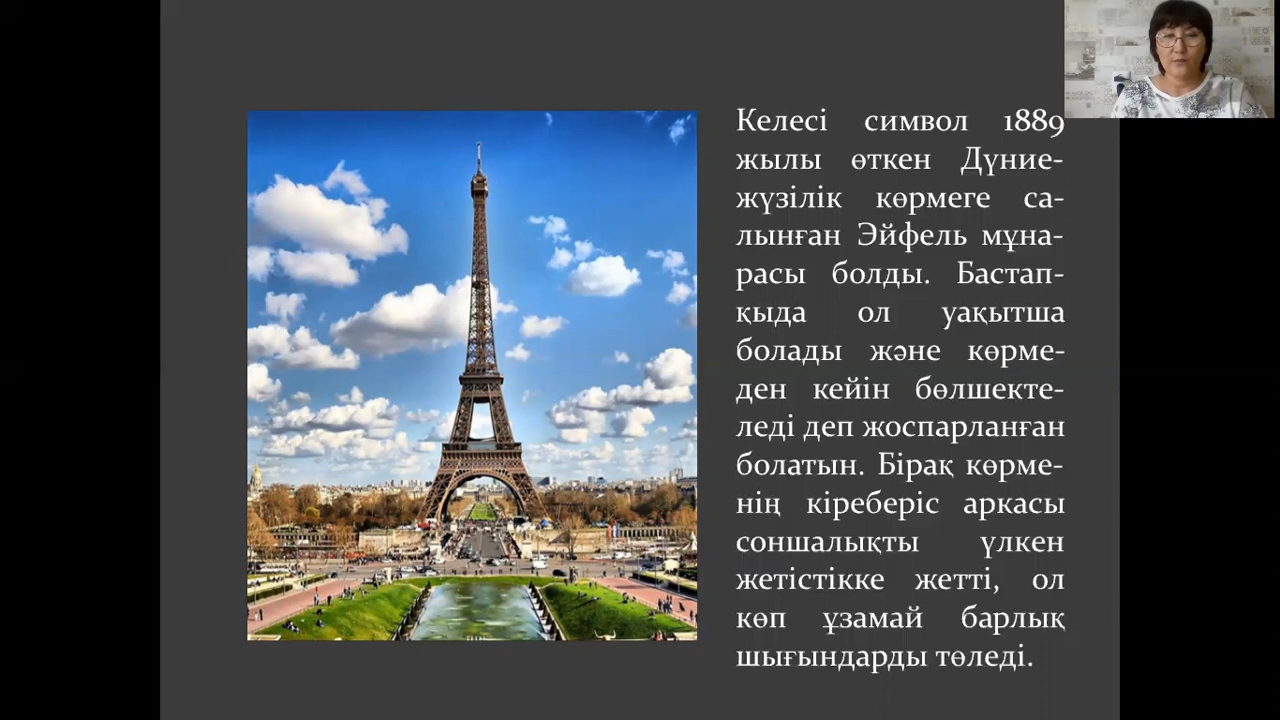 Келесі символ 1889
жылы өткен Дүние-
жүзілік көрмеге са-
лынған Эйфель мұна-
расы болды. Бастап-
қыда ол уақытша
болады және көрме-
ден кейін бөлшекте-
леді деп жоспарланған
болатын. Бірақ көрме-
нің кіреберіс аркасы
соншалықты үлкен
жетістікке жетті, ол
көп ұзамай барлық
шығындарды төледі.